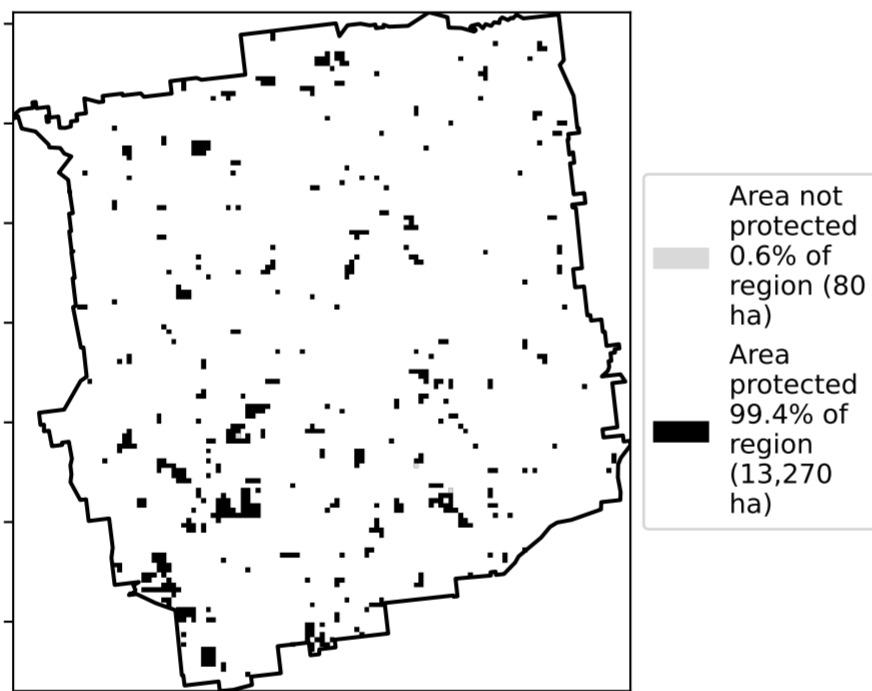 Area not
protected
0.6% of
region (80
ha)
Area
protected
99.4% of
region
(13,270
ha)